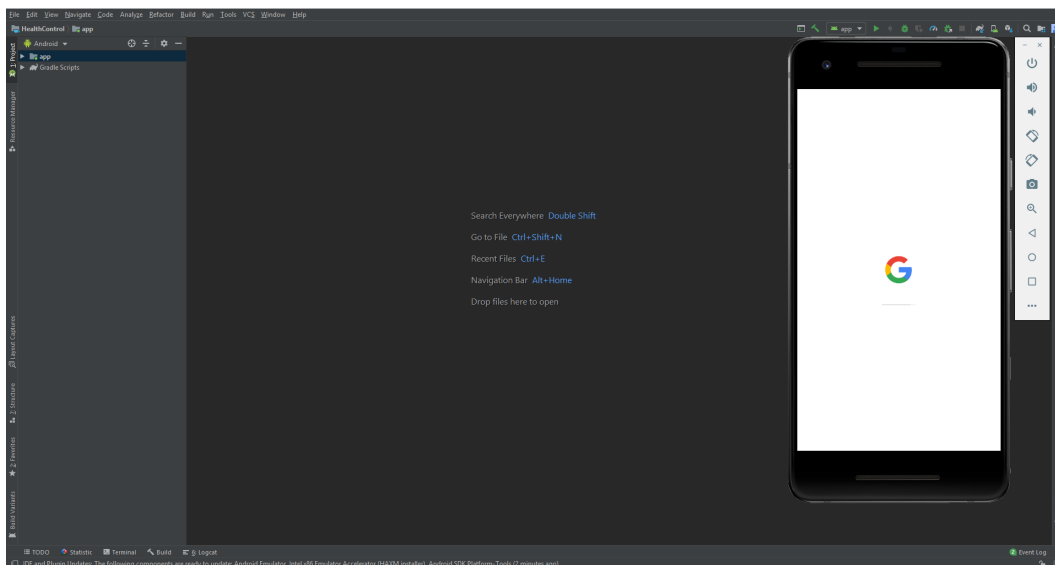 File Edit View Navigate Code Analyze Refactor Build Run Tools VCS Window Help
HealthControl app
app
Android
1: Project
app
Gradle Scripts
Resource Manager
Search Everywhere Double Shift
Go to File Ctrl+Shift+N
Recent Files Ctrl+E
Navigation Bar Alt+Home
Drop files here to open
Layout Captures
7: Structure
2: Favorites
Build Variants
TODO Statistic Terminal Build 6: Logcat
2 Event Log
IDE and Plugin Updates: The following components are ready to update: Android Emulator, Intel x86 Emulator Accelerator (HAXM installer), Android SDK Platform-Tools (7 minutes ago)